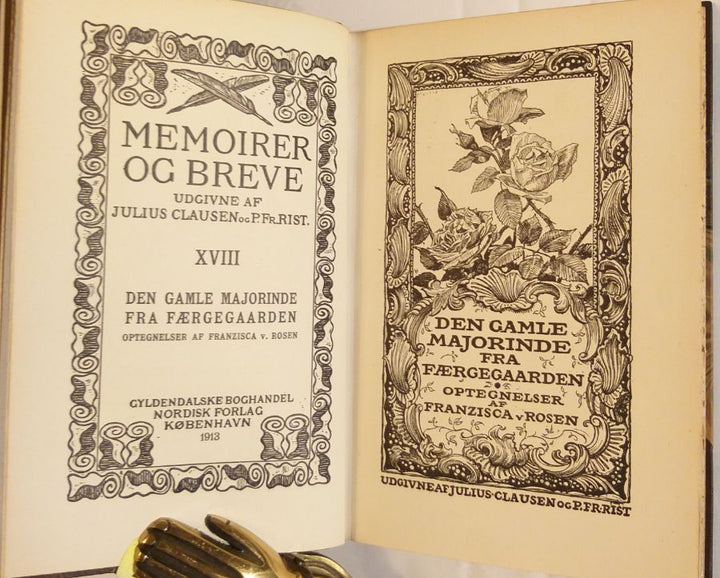 MEMOIRER
OG BREVE
UDGIVNE AF
JULIUS CLAUSEN OG P. FR. RIST.
XVIII
DEN GAMLE MAJORINDE
FRA FÆRGEGAARDEN
OPTEGNELSER AF FRANZISCA V. ROSEN
GYLDENDALSKE BOGHANDEL
NORDISK FORLAG
KØBENHAVN
1913
DEN GAMLE
MAJORINDE
FRA
FÆRGEGAARDEN
OPTEGNELSER
AF
FRANZISCA V ROSEN
UDGIVNE AF JULIUS·CLAUSEN OG P. FR·RIST